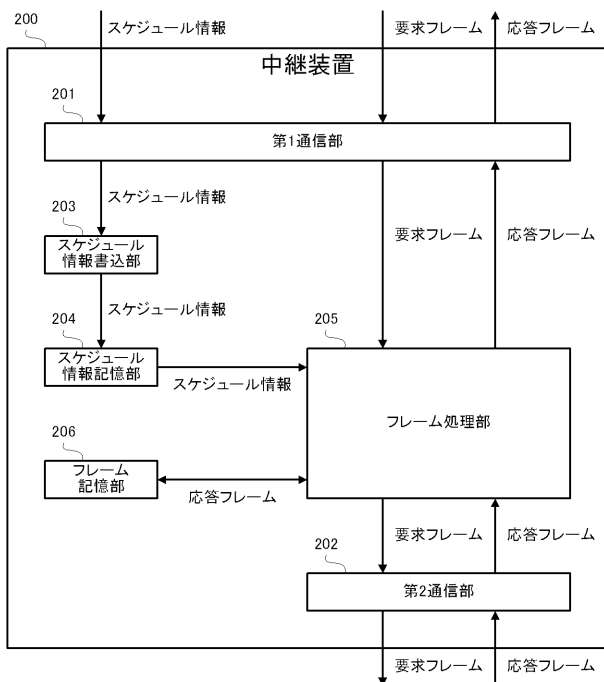 200
スケジュール情報
要求フレーム
応答フレーム
中継装置
201
第1通信部
スケジュール情報
203
要求フレーム
応答フレーム
スケジュール
情報書込部
スケジュール情報
204
205
スケジュール
情報記憶部
スケジュール情報
フレーム処理部
206
フレーム
記憶部
応答フレーム
要求フレーム
応答フレーム
202
第2通信部
要求フレーム
応答フレーム